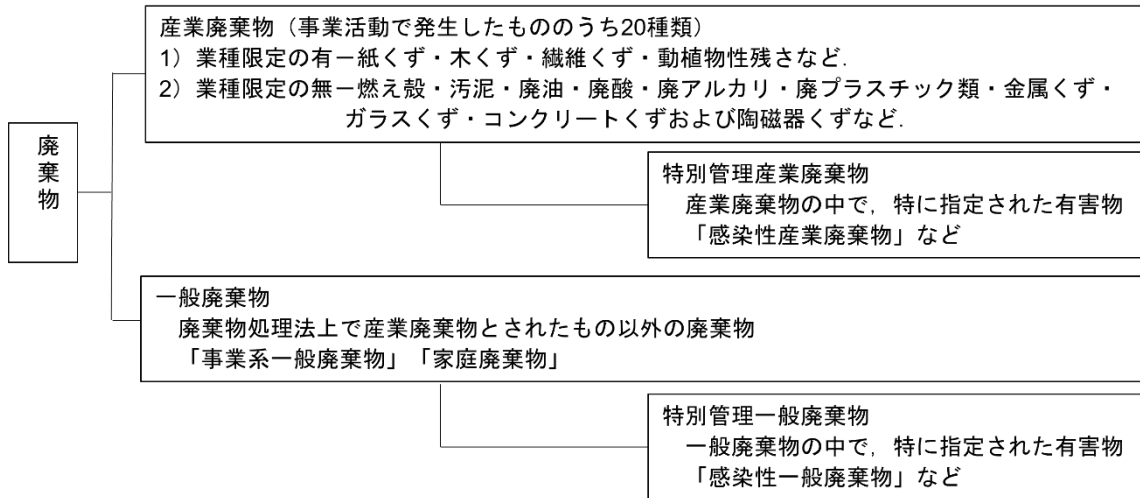 廃棄物
産業廃棄物（事業活動で発生したもののうち20種類）
1）業種限定の有－紙くず・木くず・繊維くず・動植物性残さなど.
2）業種限定の無－燃え殻・汚泥・廃油・廃酸・廃アルカリ・廃プラスチック類・金属くず・
ガラスくず・コンクリートくずおよび陶磁器くずなど.
特別管理産業廃棄物
産業廃棄物の中で，特に指定された有害物
「感染性産業廃棄物」など
一般廃棄物
廃棄物処理法上で産業廃棄物とされたもの以外の廃棄物
「事業系一般廃棄物」「家庭廃棄物」
特別管理一般廃棄物
一般廃棄物の中で，特に指定された有害物
「感染性一般廃棄物」など